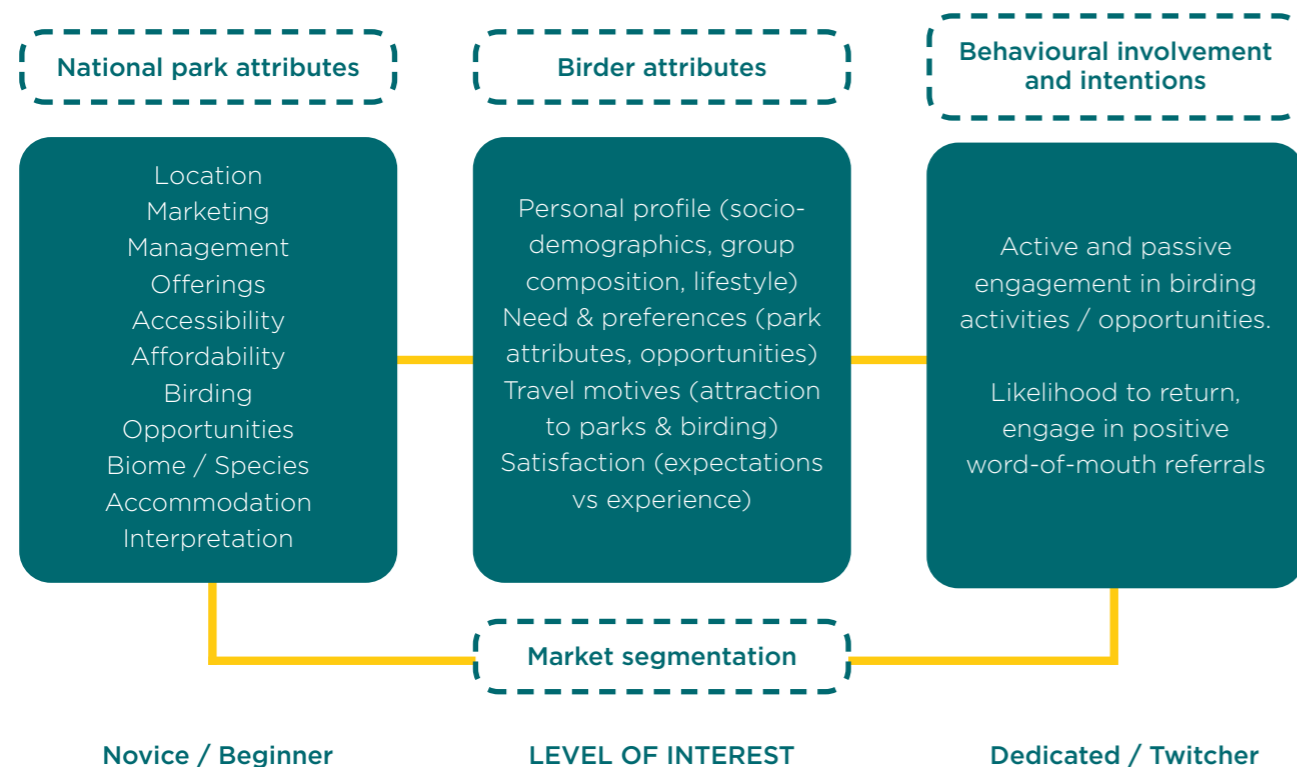 National park attributes
Location
Marketing
Management
Offerings
Accessibility
Affordability
Birding
Opportunities
Biome / Species
Accommodation
Interpretation
Birder attributes
Personal profile (socio-
demographics, group
composition, lifestyle)
Need & preferences (park
attributes, opportunities)
Travel motives (attraction
to parks & birding)
Satisfaction (expectations
vs experience)
Behavioural involvement
and intentions
Active and passive
engagement in birding
activities / opportunities.
Likelihood to return,
engage in positive
word-of-mouth referrals
Market segmentation
Novice / Beginner
LEVEL OF INTEREST
Dedicated / Twitcher